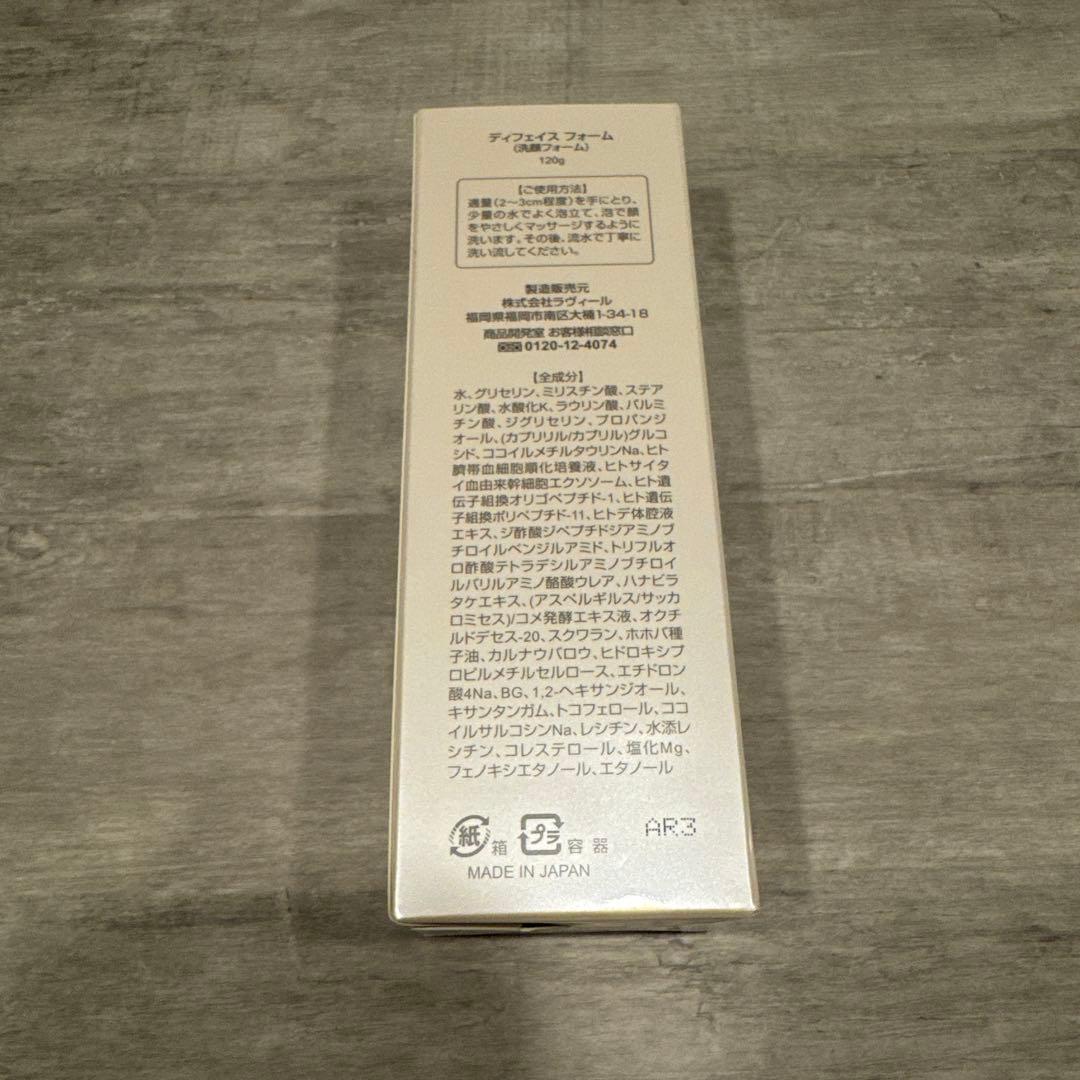 ディフェイス フォーム
(洗顔フォーム)
120g
【ご使用方法】
適量(2〜3cm程度)を手にとり、
少量の水でよく泡立て、泡で顔
をやさしくマッサージするように
洗います。その後、流水で丁寧に
洗い流してください。
製造販売元
株式会社ラヴィール
福岡県福岡市南区大楠1-34-18
商品開発室 お客様相談窓口
0120-12-4074
【全成分】
水、グリセリン、ミリスチン酸、ステア
リン酸、水酸化K、ラウリン酸、パルミ
チン酸、ジグリセリン、プロパンジ
オール、(カプリリル/カプリル)グルコ
シド、ココイルメチルタウリンNa、ヒト
臍帯血細胞順化培養液、ヒトサイタ
イ血由来幹細胞エクソソーム、ヒト遺
伝子組換オリゴペプチド-1、ヒト遺伝
子組換ポリペプチド-11、ヒトデ体腔液
エキス、ジ酢酸ジペプチドジアミノブ
チロイルベンジルアミド、トリフルオ
ロ酢酸テトラデシルアミノブチロイ
ルバリルアミノ酪酸ウレア、ハナビラ
タケエキス、(アスペルギルス/サッカ
ロミセス)/コメ発酵エキス液、オクチ
ルドデセス-20、スクワラン、ホホバ種
子油、カルナウバロウ、ヒドロキシプ
ロピルメチルセルロース、エチドロン
酸4Na、BG、1,2-ヘキサンジオール、
キサンタンガム、トコフェロール、ココ
イルサルコシンNa、レシチン、水添レ
シチン、コレステロール、塩化Mg、
フェノキシエタノール、エタノール
紙 箱 プラ 容器 AR3
MADE IN JAPAN